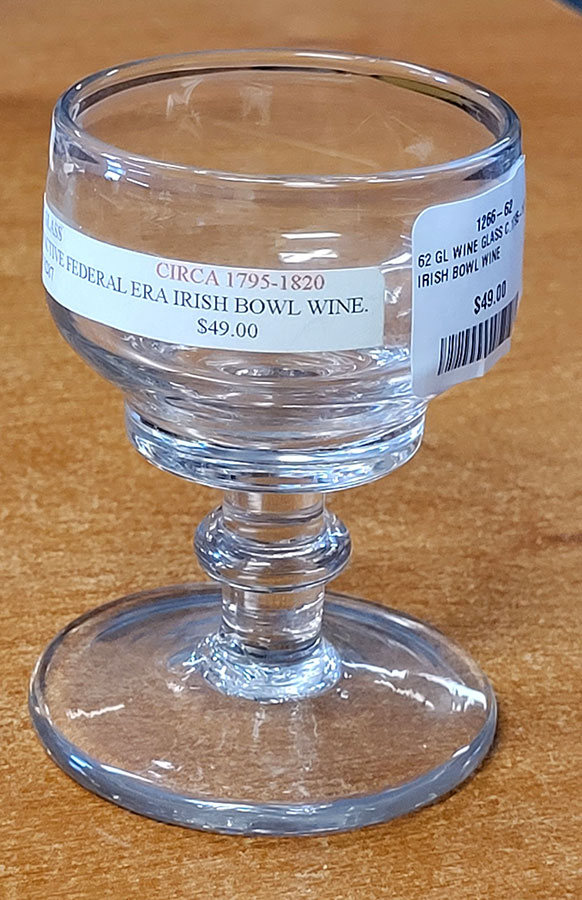 CIRCA 1795-1820
FEDERAL ERA IRISH BOWL WINE.
$49.00
1266-62
62 GL WINE GLASS C.
IRISH BOWL WINE
$49.00